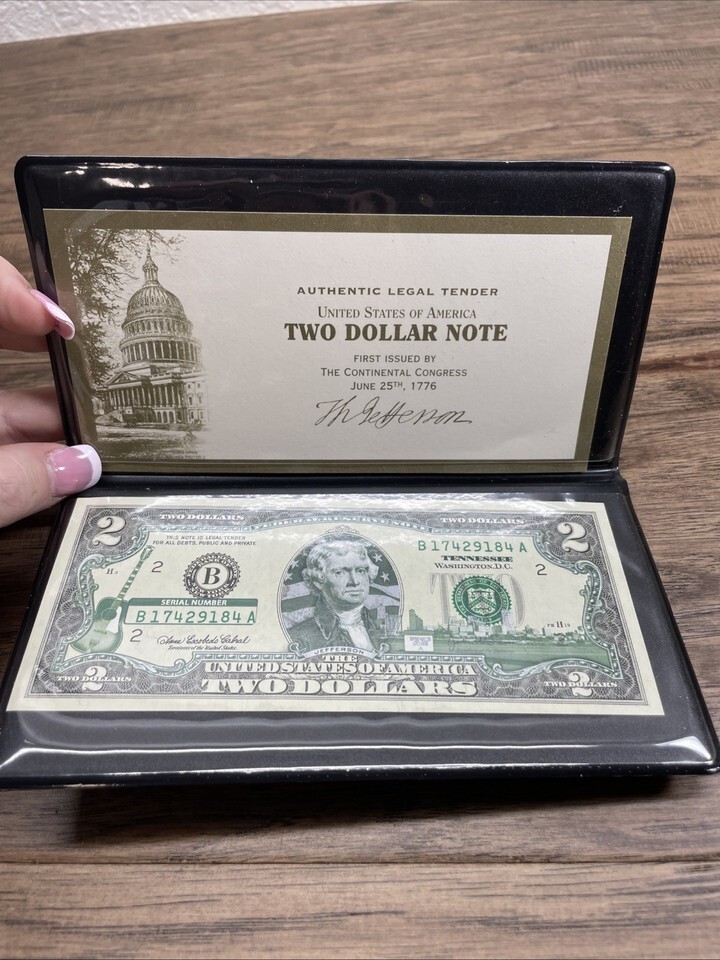 AUTHENTIC LEGAL TENDER
UNITED STATES OF AMERICA
TWO DOLLAR NOTE
FIRST ISSUED BY
THE CONTINENTAL CONGRESS
JUNE 25TH, 1776
Th Jefferson
2
TWO DOLLARS
TWO DOLLARS
2
THIS NOTE IS LEGAL TENDER
FOR ALL DEBTS, PUBLIC AND PRIVATE
B 17429184 A
TENNESSEE
WASHINGTON, D.C.
2
B
2
SERIAL NUMBER
B 17429184 A
2
JEFFERSON
THE
UNITED STATES OF AMERICA
TWO DOLLARS
2
TWO DOLLARS
2
TWO DOLLARS